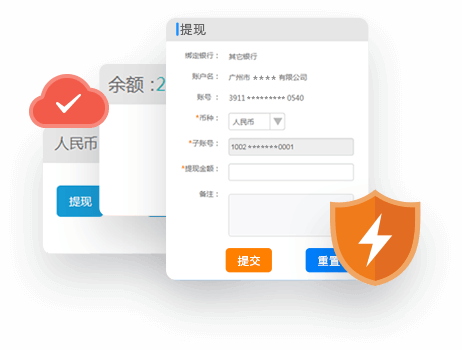 提现
绑定银行： 其它银行
账户名： 广州市 **** 有限公司
账号 ： 3911********* 0540
*币种： 人民币
*子账号： 1002 *******0001
*提现金额：
备注：
提交 重置
余额 :2
人民币
提现